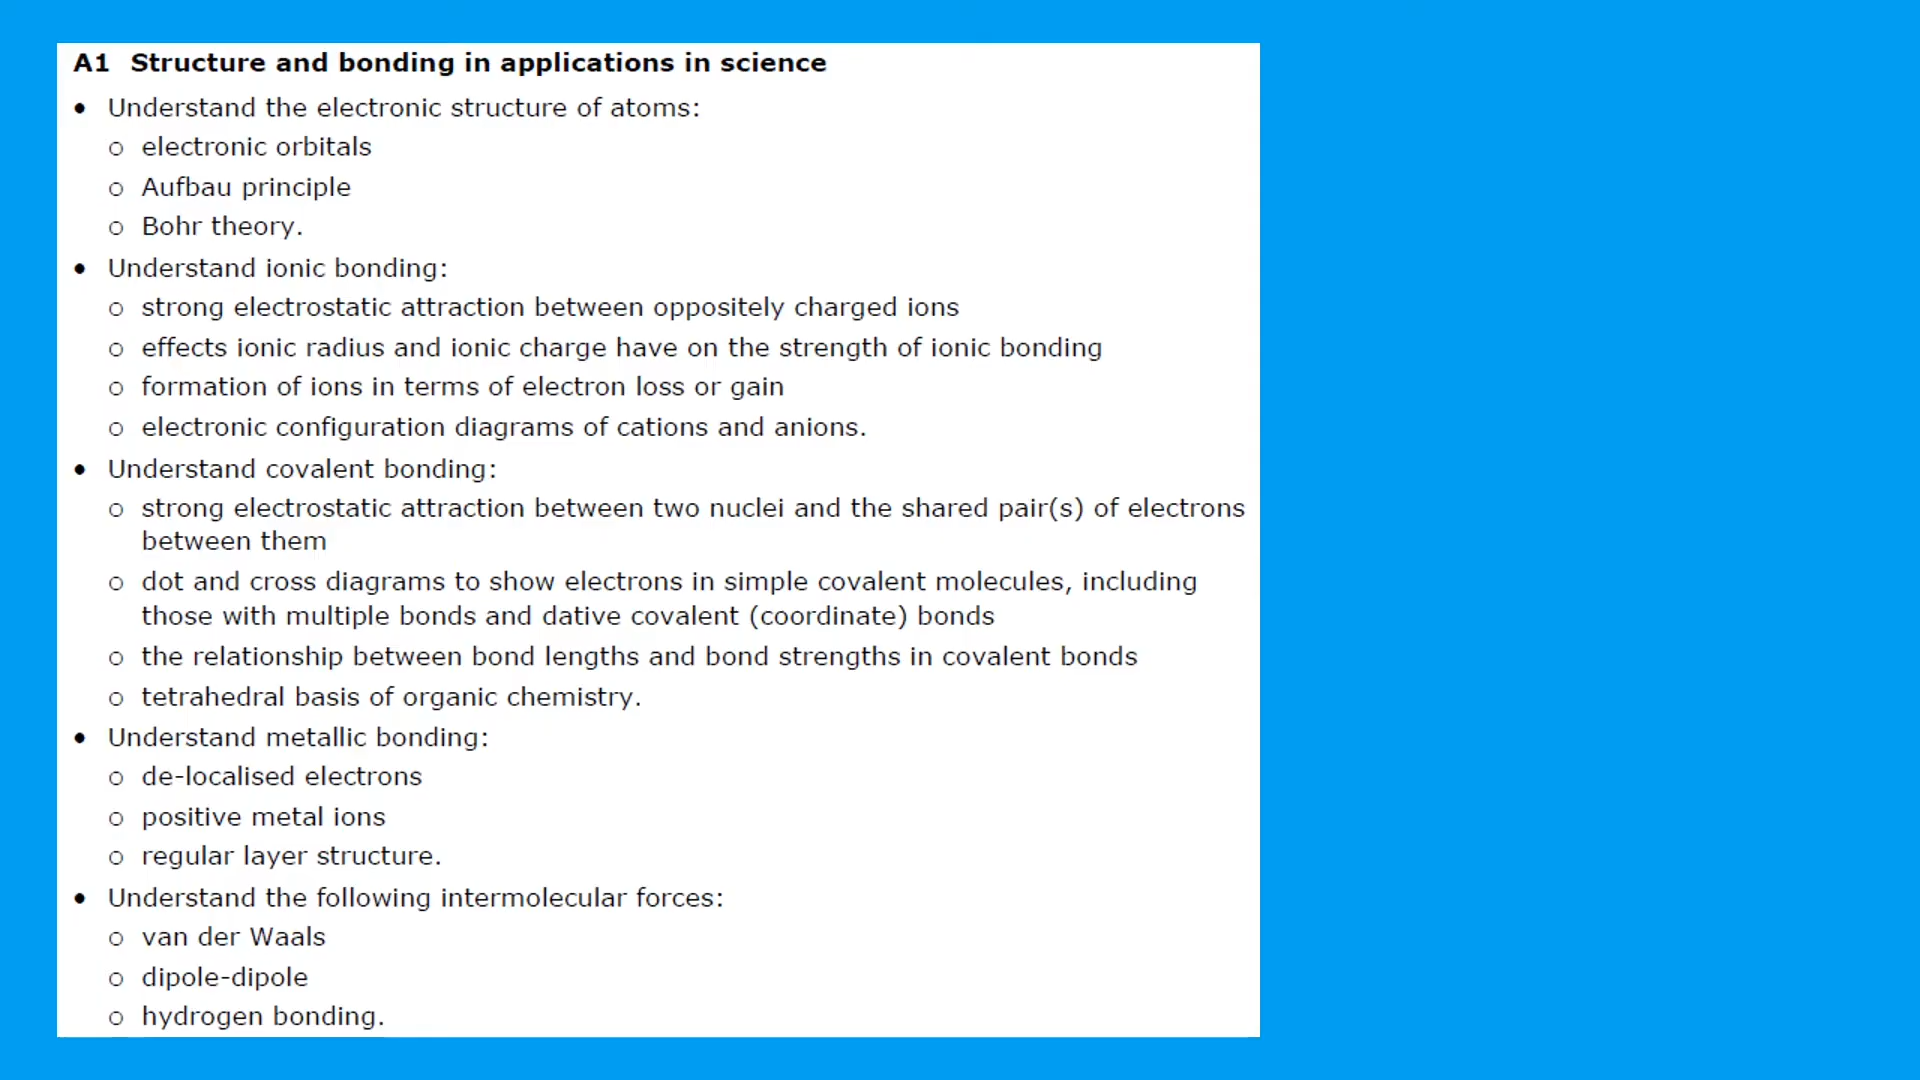 A1 Structure and bonding in applications in science
• Understand the electronic structure of atoms:
o electronic orbitals
o Aufbau principle
o Bohr theory.
• Understand ionic bonding:
o strong electrostatic attraction between oppositely charged ions
o effects ionic radius and ionic charge have on the strength of ionic bonding
o formation of ions in terms of electron loss or gain
o electronic configuration diagrams of cations and anions.
• Understand covalent bonding:
o strong electrostatic attraction between two nuclei and the shared pair(s) of electrons
between them
o dot and cross diagrams to show electrons in simple covalent molecules, including
those with multiple bonds and dative covalent (coordinate) bonds
o the relationship between bond lengths and bond strengths in covalent bonds
o tetrahedral basis of organic chemistry.
• Understand metallic bonding:
o de-localised electrons
o positive metal ions
o regular layer structure.
• Understand the following intermolecular forces:
o van der Waals
o dipole-dipole
o hydrogen bonding.